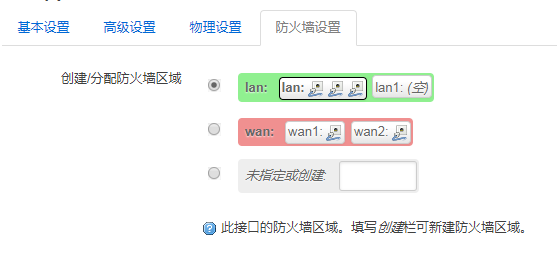 基本设置 高级设置 物理设置 防火墙设置
创建/分配防火墙区域 lan: lan: lan1: (空)
wan: wan1: wan2:
未指定或创建:
此接口的防火墙区域。填写创建栏可新建防火墙区域。